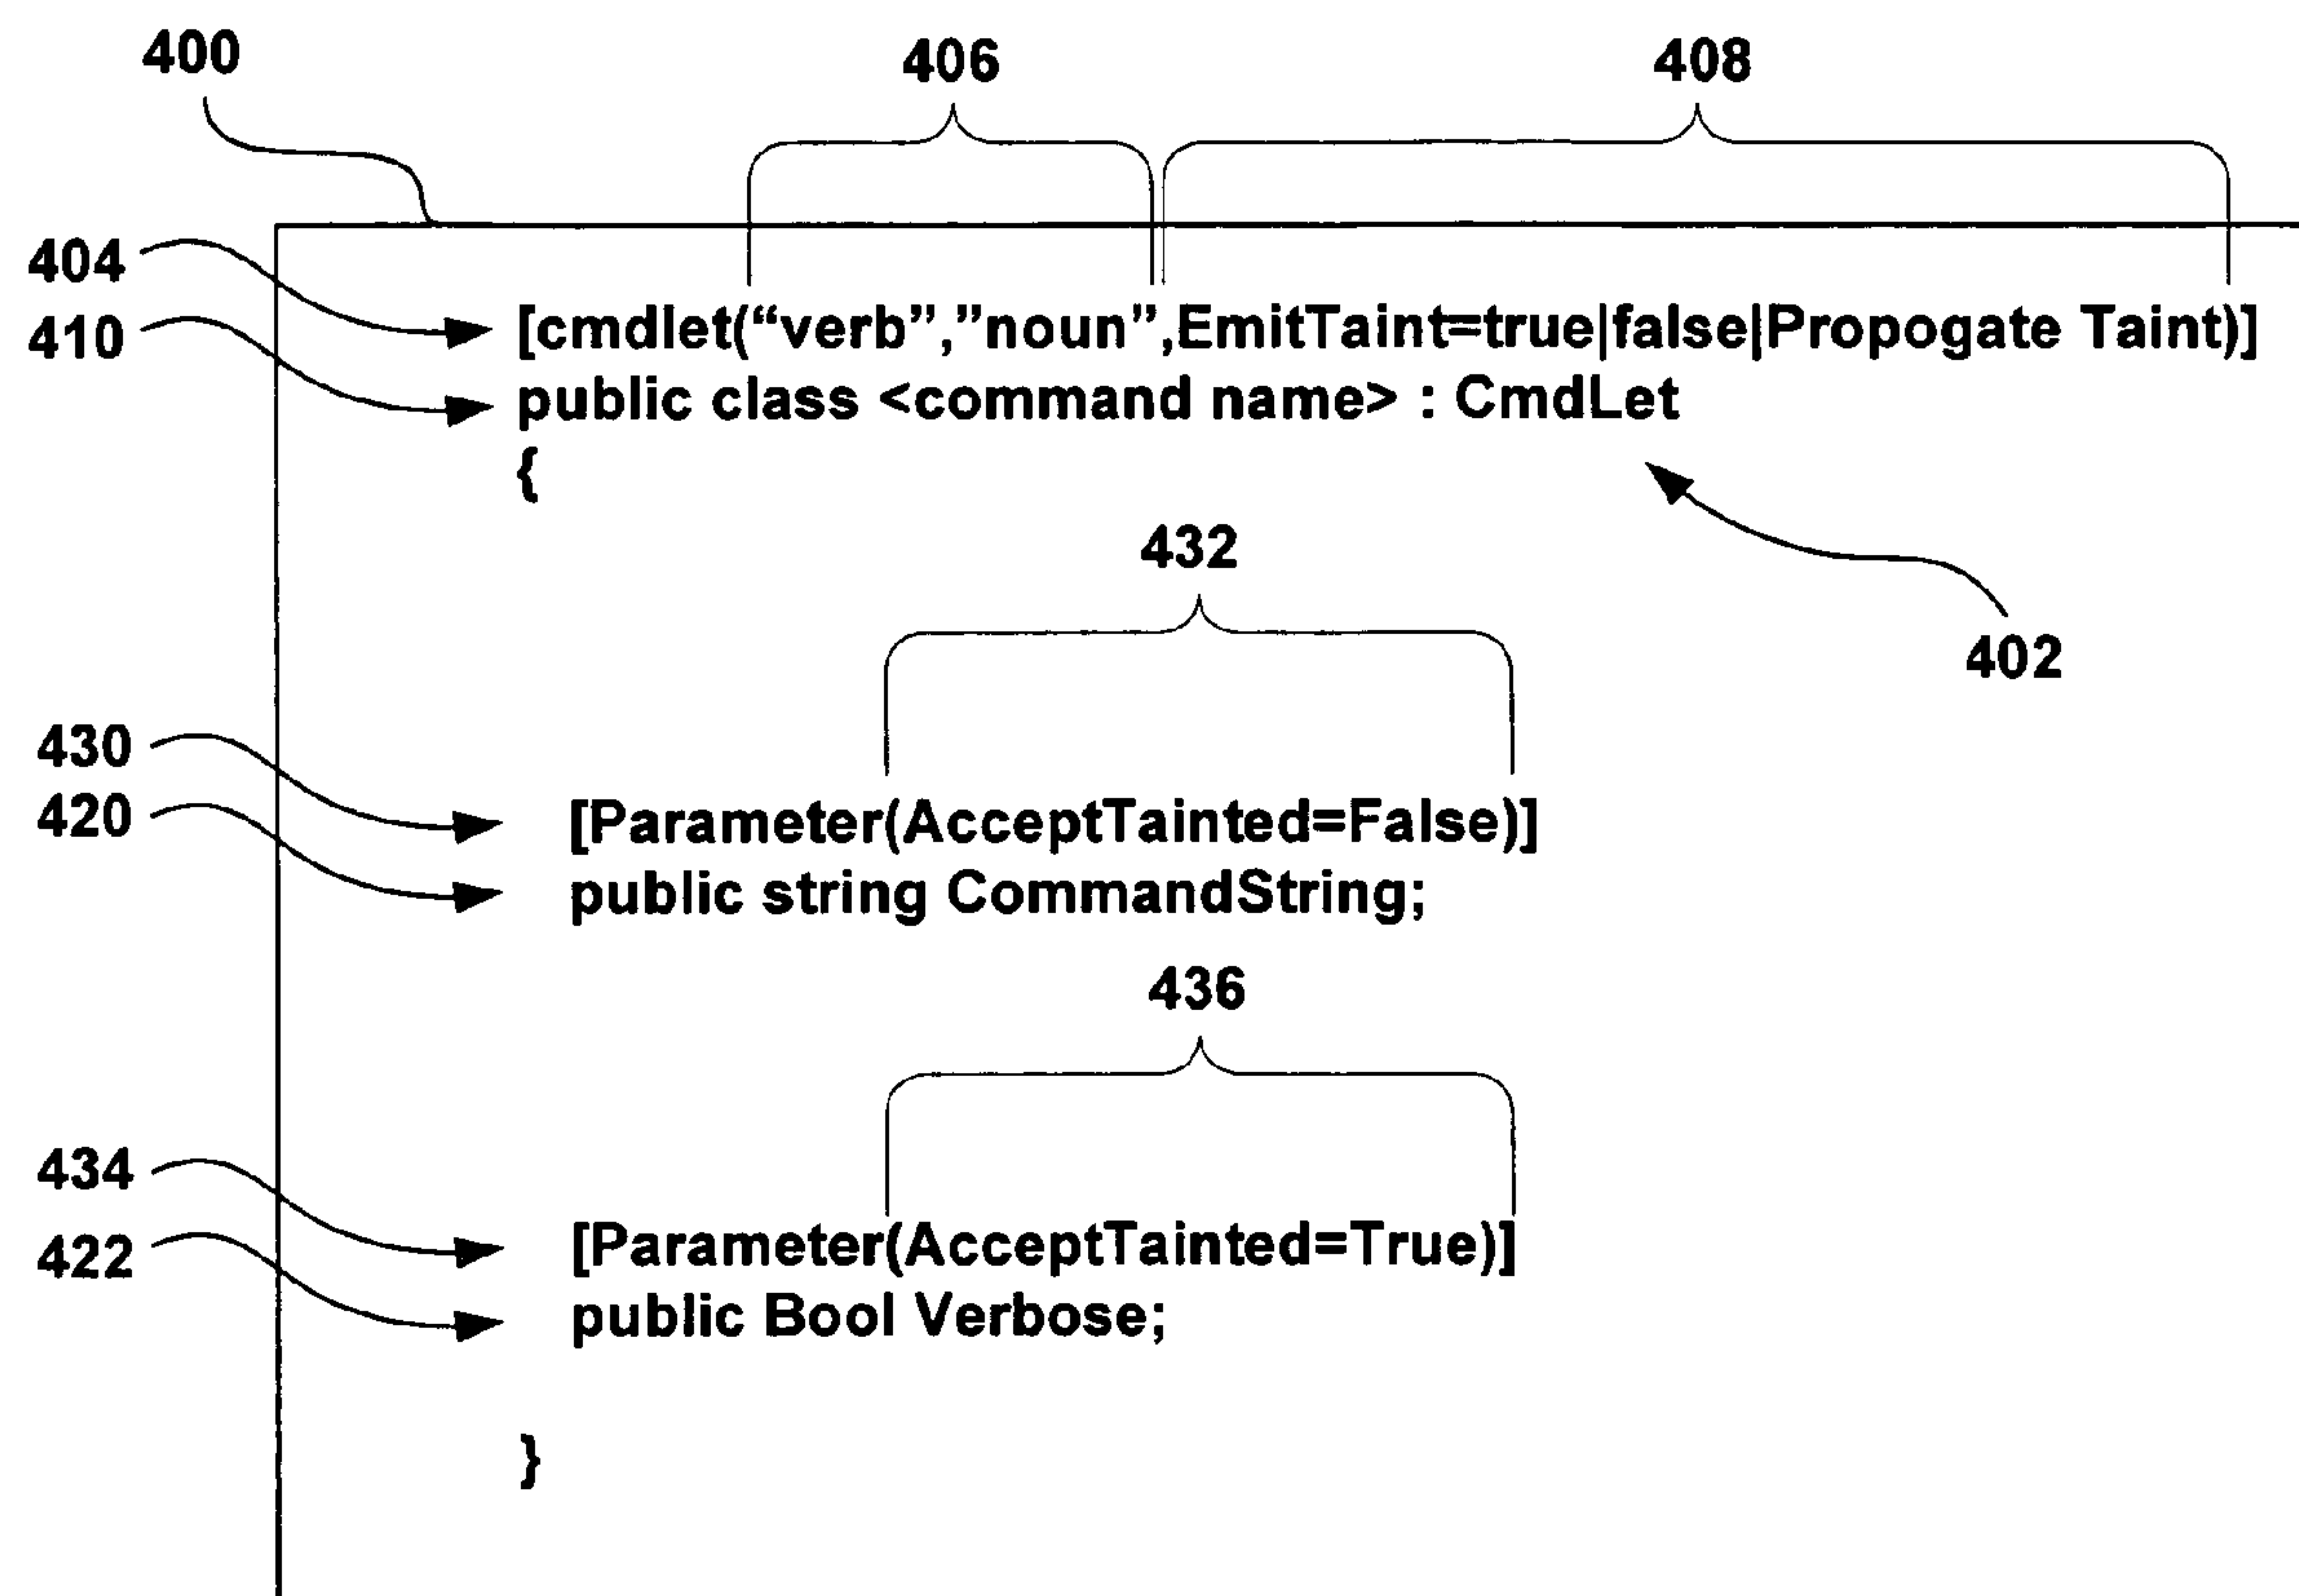 400
406
408
404
[cmdlet(“verb”,”noun”,EmitTaint=true|false|Propogate Taint)]
410
public class <command name> : CmdLet
{
432
402
430
[Parameter(AcceptTainted=False)]
420
public string CommandString;
436
434
[Parameter(AcceptTainted=True)]
422
public Bool Verbose;
}